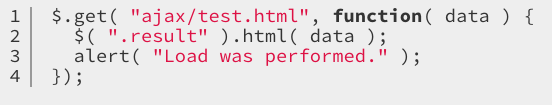 1 $.get( "ajax/test.html", function( data ) {
2   $( ".result" ).html( data );
3   alert( "Load was performed." );
4 });